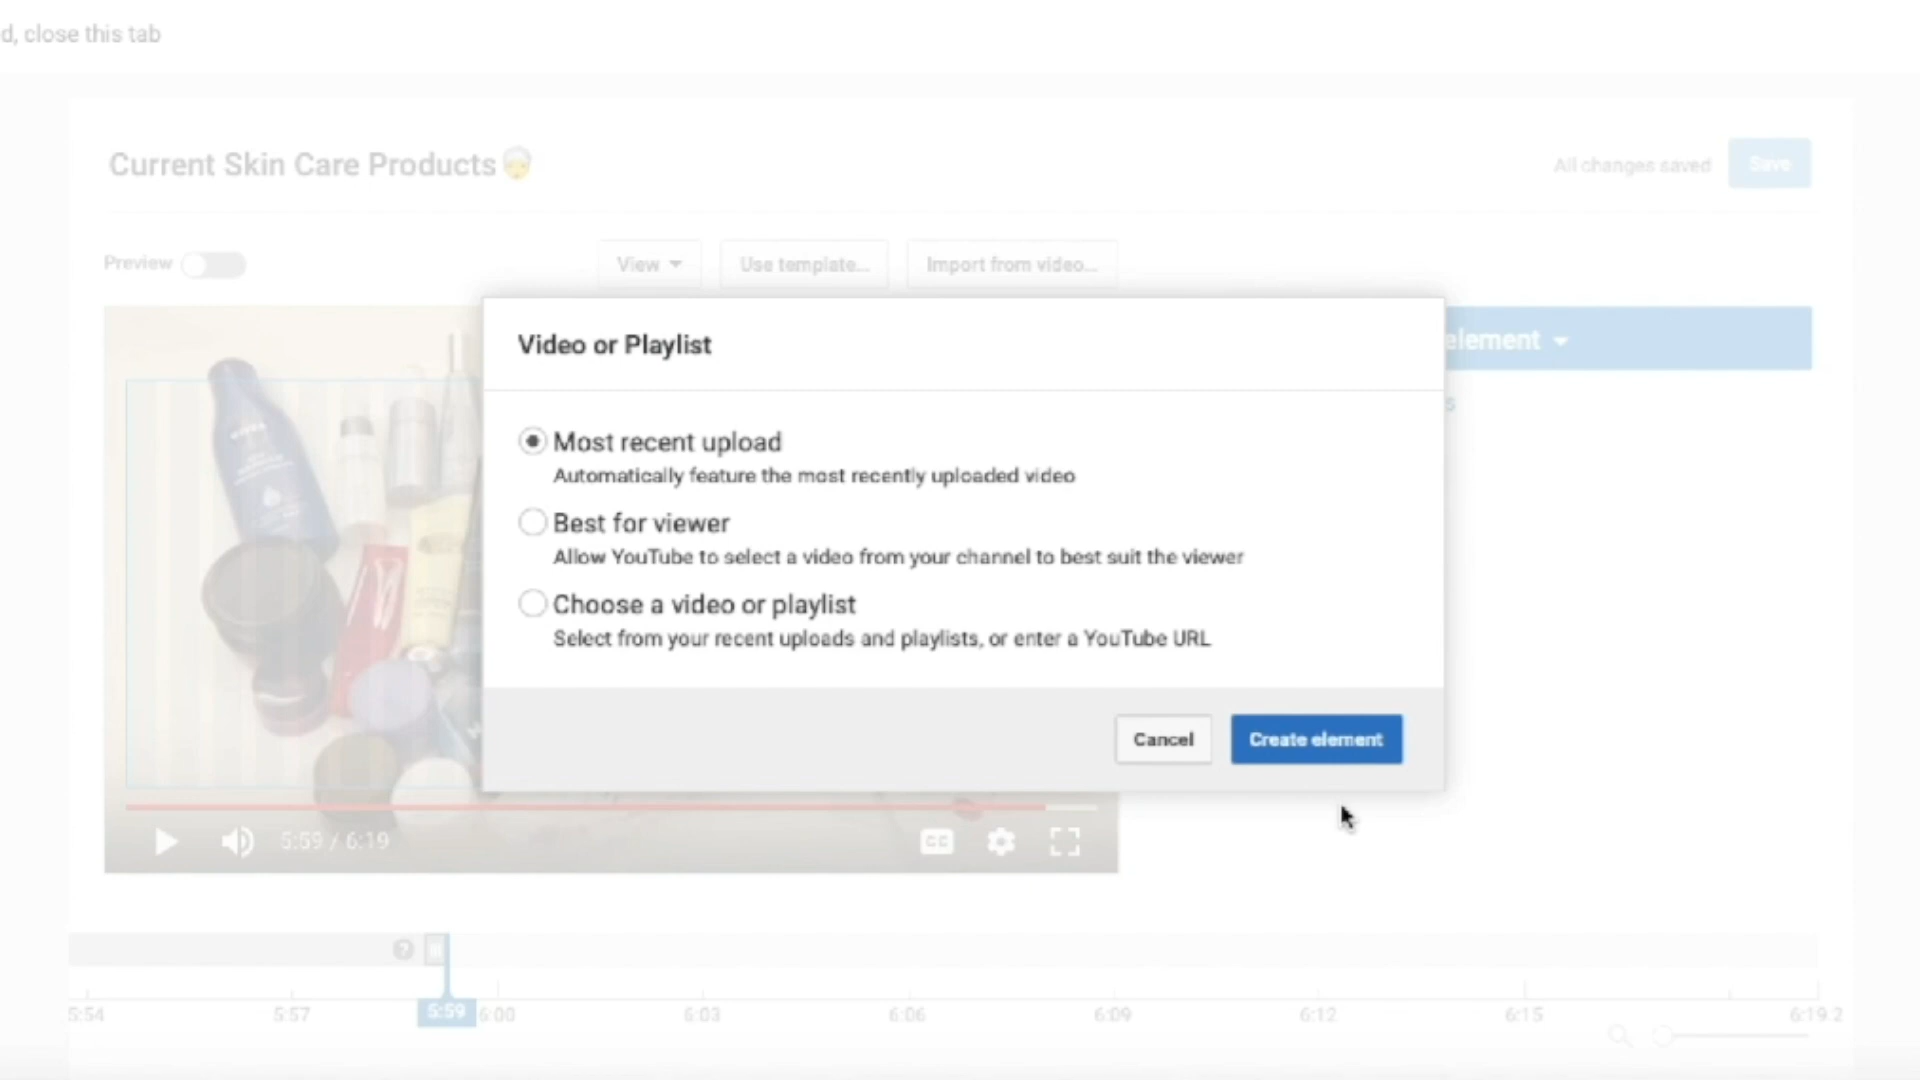 d, close this tab
Current Skin Care Products
All changes saved
Save
Preview
View
Use template...
Import from video...
element
s
Video or Playlist
Most recent upload
Automatically feature the most recently uploaded video
Best for viewer
Allow YouTube to select a video from your channel to best suit the viewer
Choose a video or playlist
Select from your recent uploads and playlists, or enter a YouTube URL
Cancel
Create element
5:59 / 6:19
CC
?
5:54
5:57
5:59
6:00
6:03
6:06
6:09
6:12
6:15
6:19.2